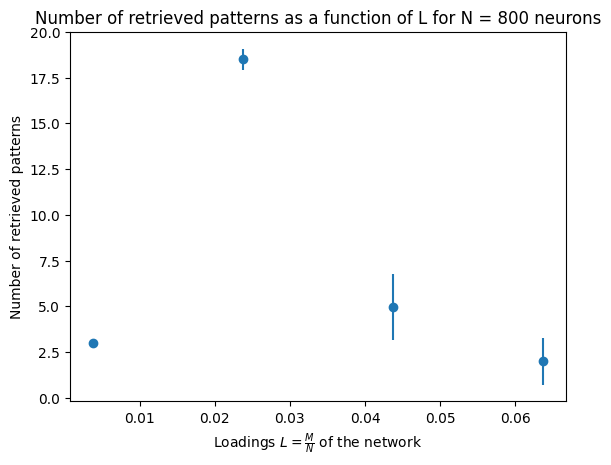 Number of retrieved patterns as a function of L for N = 800 neurons
20.0
17.5
15.0
12.5
10.0
7.5
5.0
2.5
0.0
Number of retrieved patterns
0.01 0.02 0.03 0.04 0.05 0.06
Loadings $L = \frac{M}{N}$ of the network